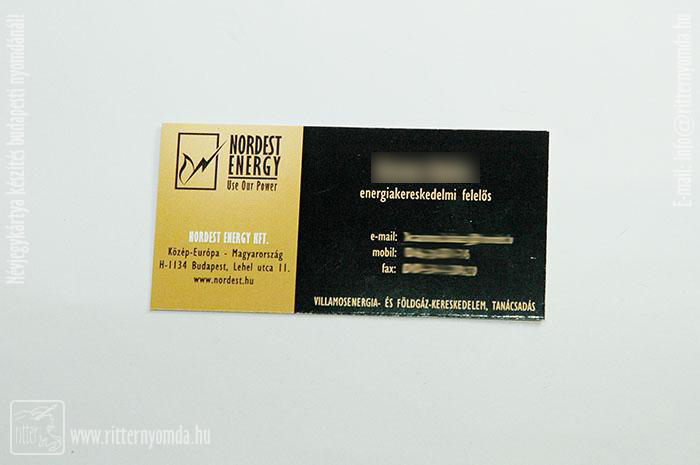 NORDEST
ENERGY
Use Our Power
NORDEST ENERGY KFT.
Közép-Európa - Magyarország
H-1134 Budapest, Lehel utca 11.
www.nordest.hu
energiakereskedelmi felelős
e-mail:
mobil:
fax:
VILLAMOSENERGIA- ÉS FÖLDGÁZ-KERESKEDELEM, TANÁCSADÁS
Névjegykártya készítés budapesti nyomdánál!
E-mail: info@ritternyomda.hu
ritter
www.ritternyomda.hu